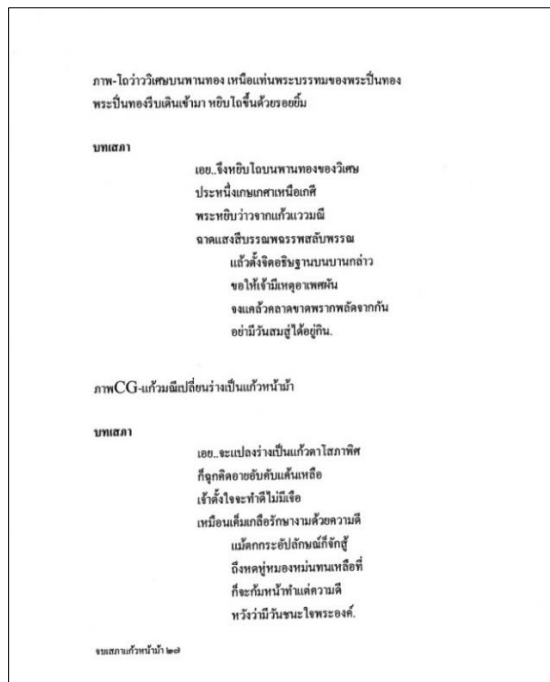 ภาพ-โถว่าววิเศษบนพานทอง เหนือแท่นพระบรรทมของพระปิ่นทอง
พระปิ่นทองรีบเดินเข้ามา หยิบโถขึ้นด้วยรอยยิ้ม
บทเสภา
เอย..จึงหยิบโถบนพานทองของวิเศษ
ประหนึ่งเกษเกศาเหนือเกศี
พระหยิบว่าวจากแก้วแววมณี
ฉาดแสงสีบรรณพฉรรพสลับพรรณ
แล้วตั้งจิตอธิษฐานบนบานกล่าว
ขอให้เจ้ามีเหตุอาเพศผัน
จงแคล้วคลาดขาดพรากพลัดจากกัน
อย่ามีวันสมสู่ได้อยู่กิน.
ภาพCG-แก้วมณีเปลี่ยนร่างเป็นแก้วหน้าม้า
บทเสภา
เอย..จะแปลงร่างเป็นแก้วตาโสภาพิศ
ก็ฉุกคิดอายอับคับแค้นเหลือ
เจ้าตั้งใจจะทำดีไม่มีเจือ
เหมือนเค็มเกลือรักษางามด้วยความดี
แม้ตกกระอัปลักษณ์ก็จักสู้
ถึงหดหู่หมองหม่นทนเหลือที่
ก็จะก้มหน้าทำแต่ความดี
หวังว่ามีวันชนะใจพระองค์.
จบเสภาแก้วหน้าม้า ๒๗